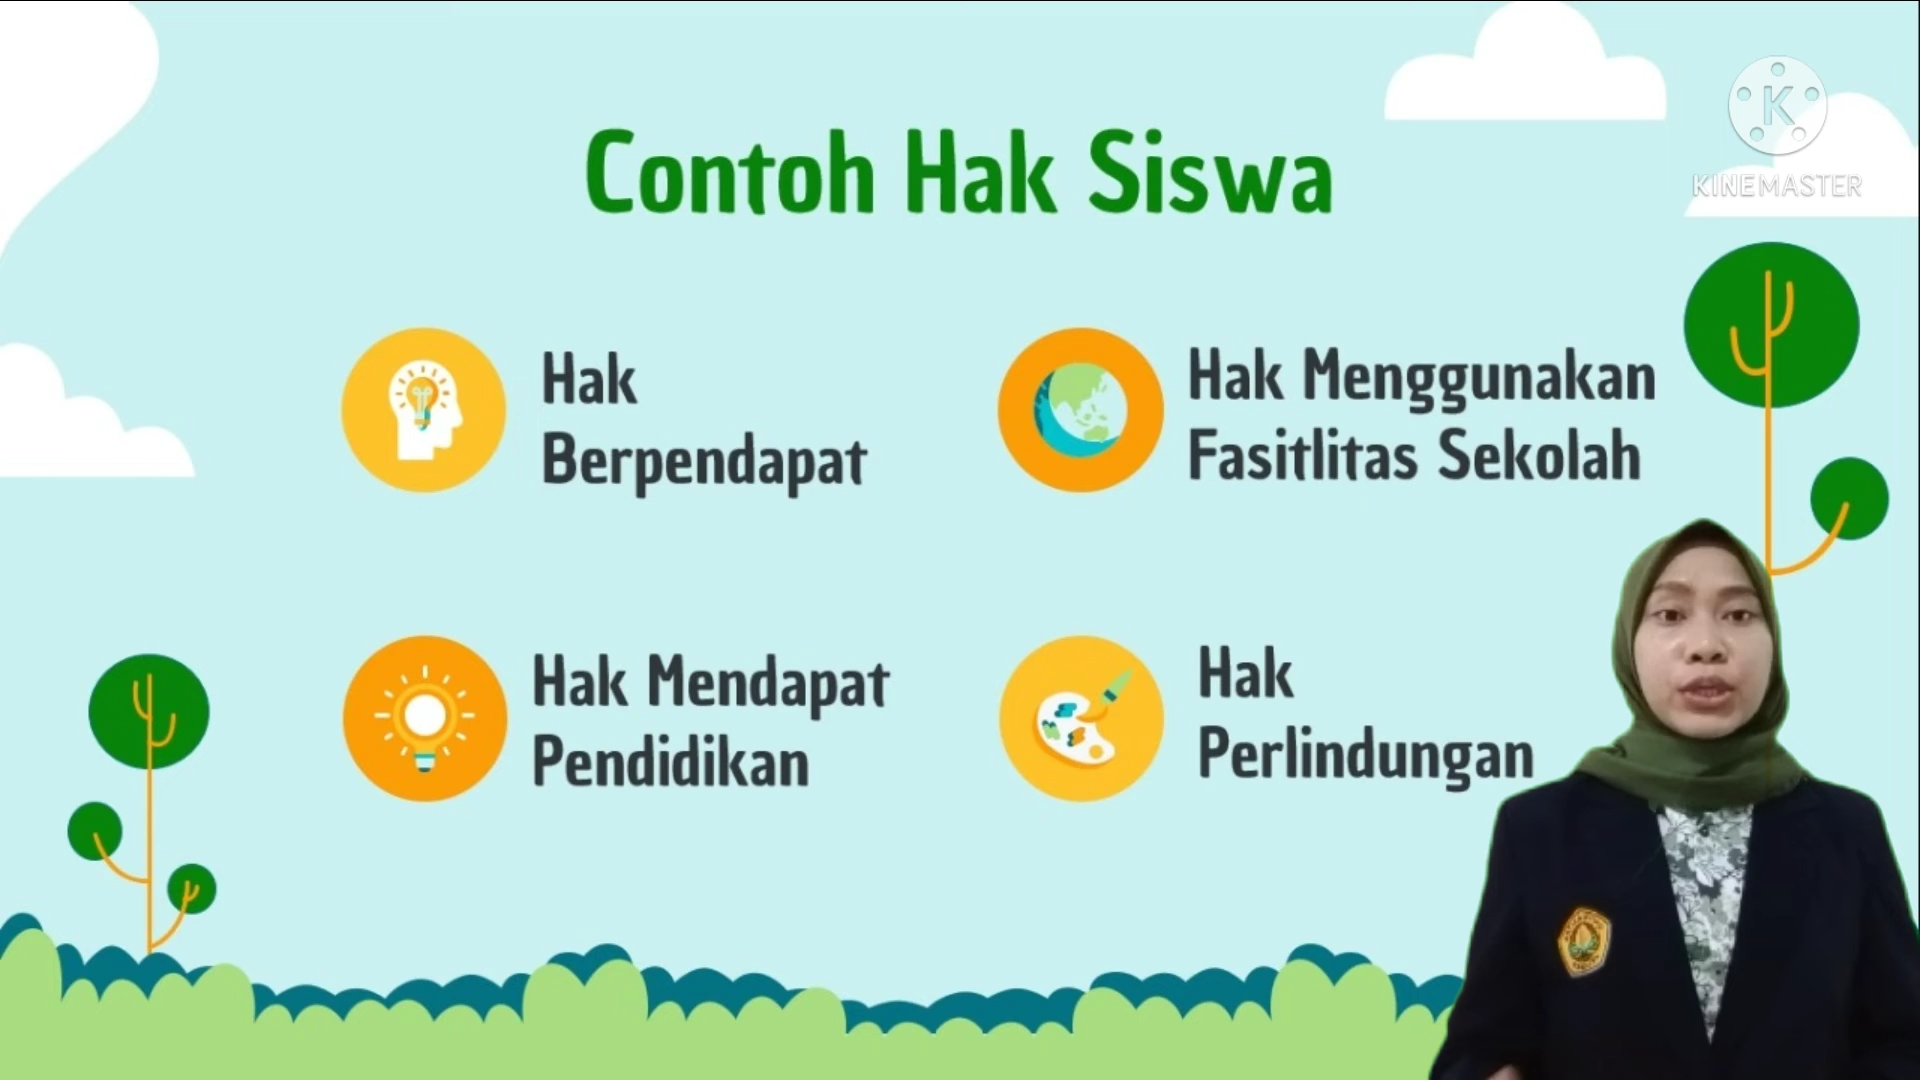 Contoh Hak Siswa
Hak
Berpendapat
Hak Menggunakan
Fasitlitas Sekolah
Hak Mendapat
Pendidikan
Hak
Perlindungan
K
KINEMASTER